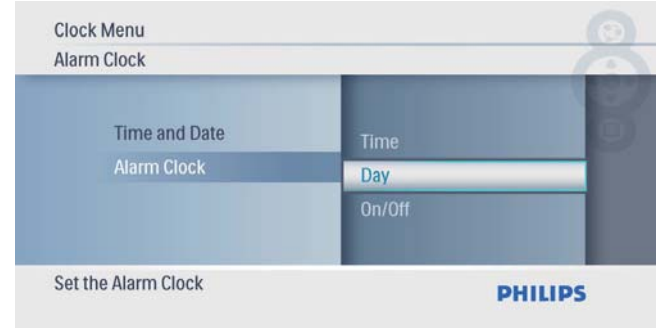 Clock Menu
Alarm Clock
Time and Date
Alarm Clock
Time
Day
On/Off
Set the Alarm Clock
PHILIPS